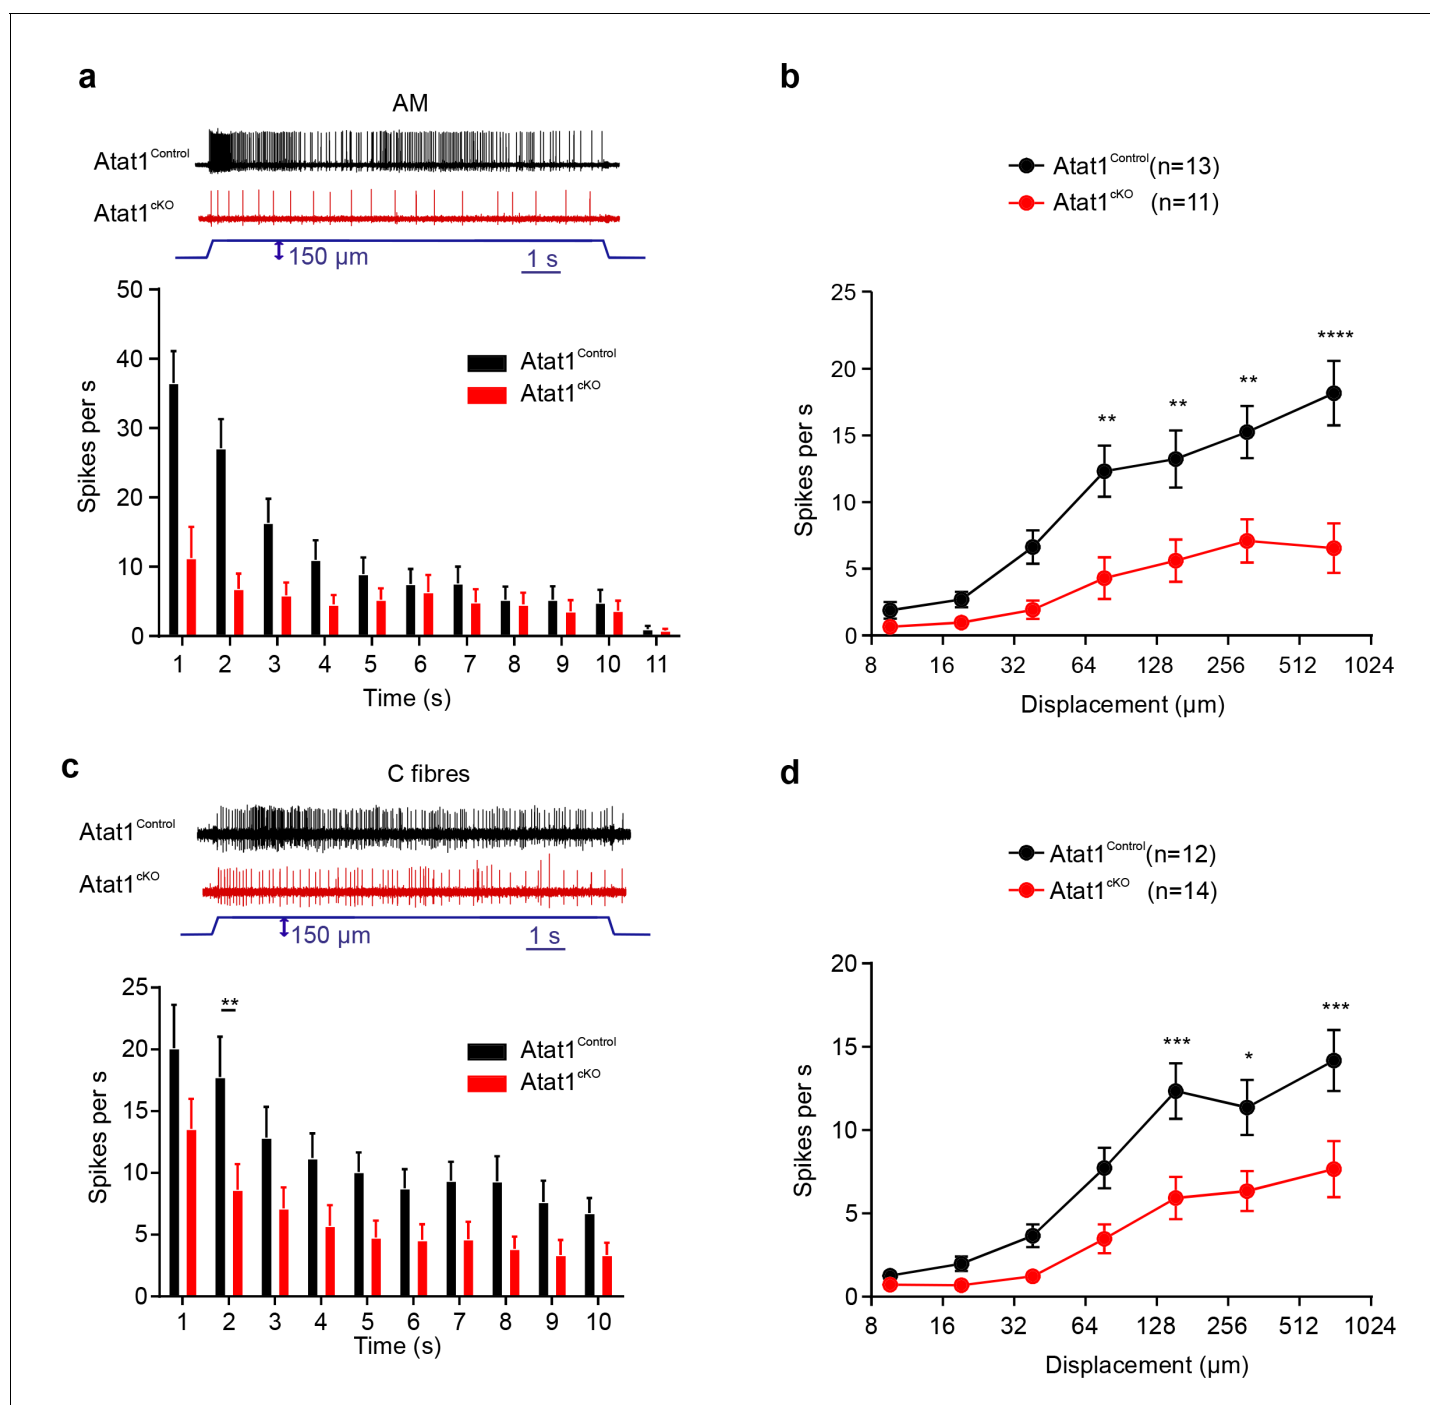 a
AM
Atat1Control
Atat1cKO
150 µm
1 s
50
40
30
20
10
0
Spikes per s
Atat1Control
Atat1cKO
1 2 3 4 5 6 7 8 9 10 11
Time (s)
b
Atat1Control(n=13)
Atat1cKO (n=11)
25
20
15
10
5
0
Spikes per s
** ** ** ****
8 16 32 64 128 256 512 1024
Displacement (µm)
c
C fibres
Atat1Control
Atat1cKO
150 µm
1 s
25
20
15
10
5
0
Spikes per s
**
Atat1Control
Atat1cKO
1 2 3 4 5 6 7 8 9 10
Time (s)
d
Atat1Control(n=12)
Atat1cKO (n=14)
20
15
10
5
0
Spikes per s
*** * ***
8 16 32 64 128 256 512 1024
Displacement (µm)